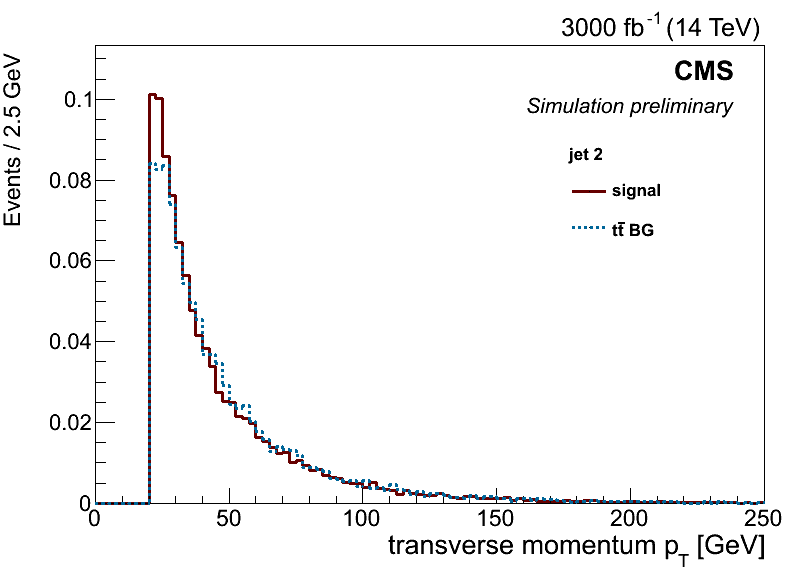 3000 fb⁻¹ (14 TeV)
CMS
Simulation preliminary
jet 2
signal
tt̄ BG
Events / 2.5 GeV
0.1
0.08
0.06
0.04
0.02
0
0 50 100 150 200 250
transverse momentum p_T [GeV]